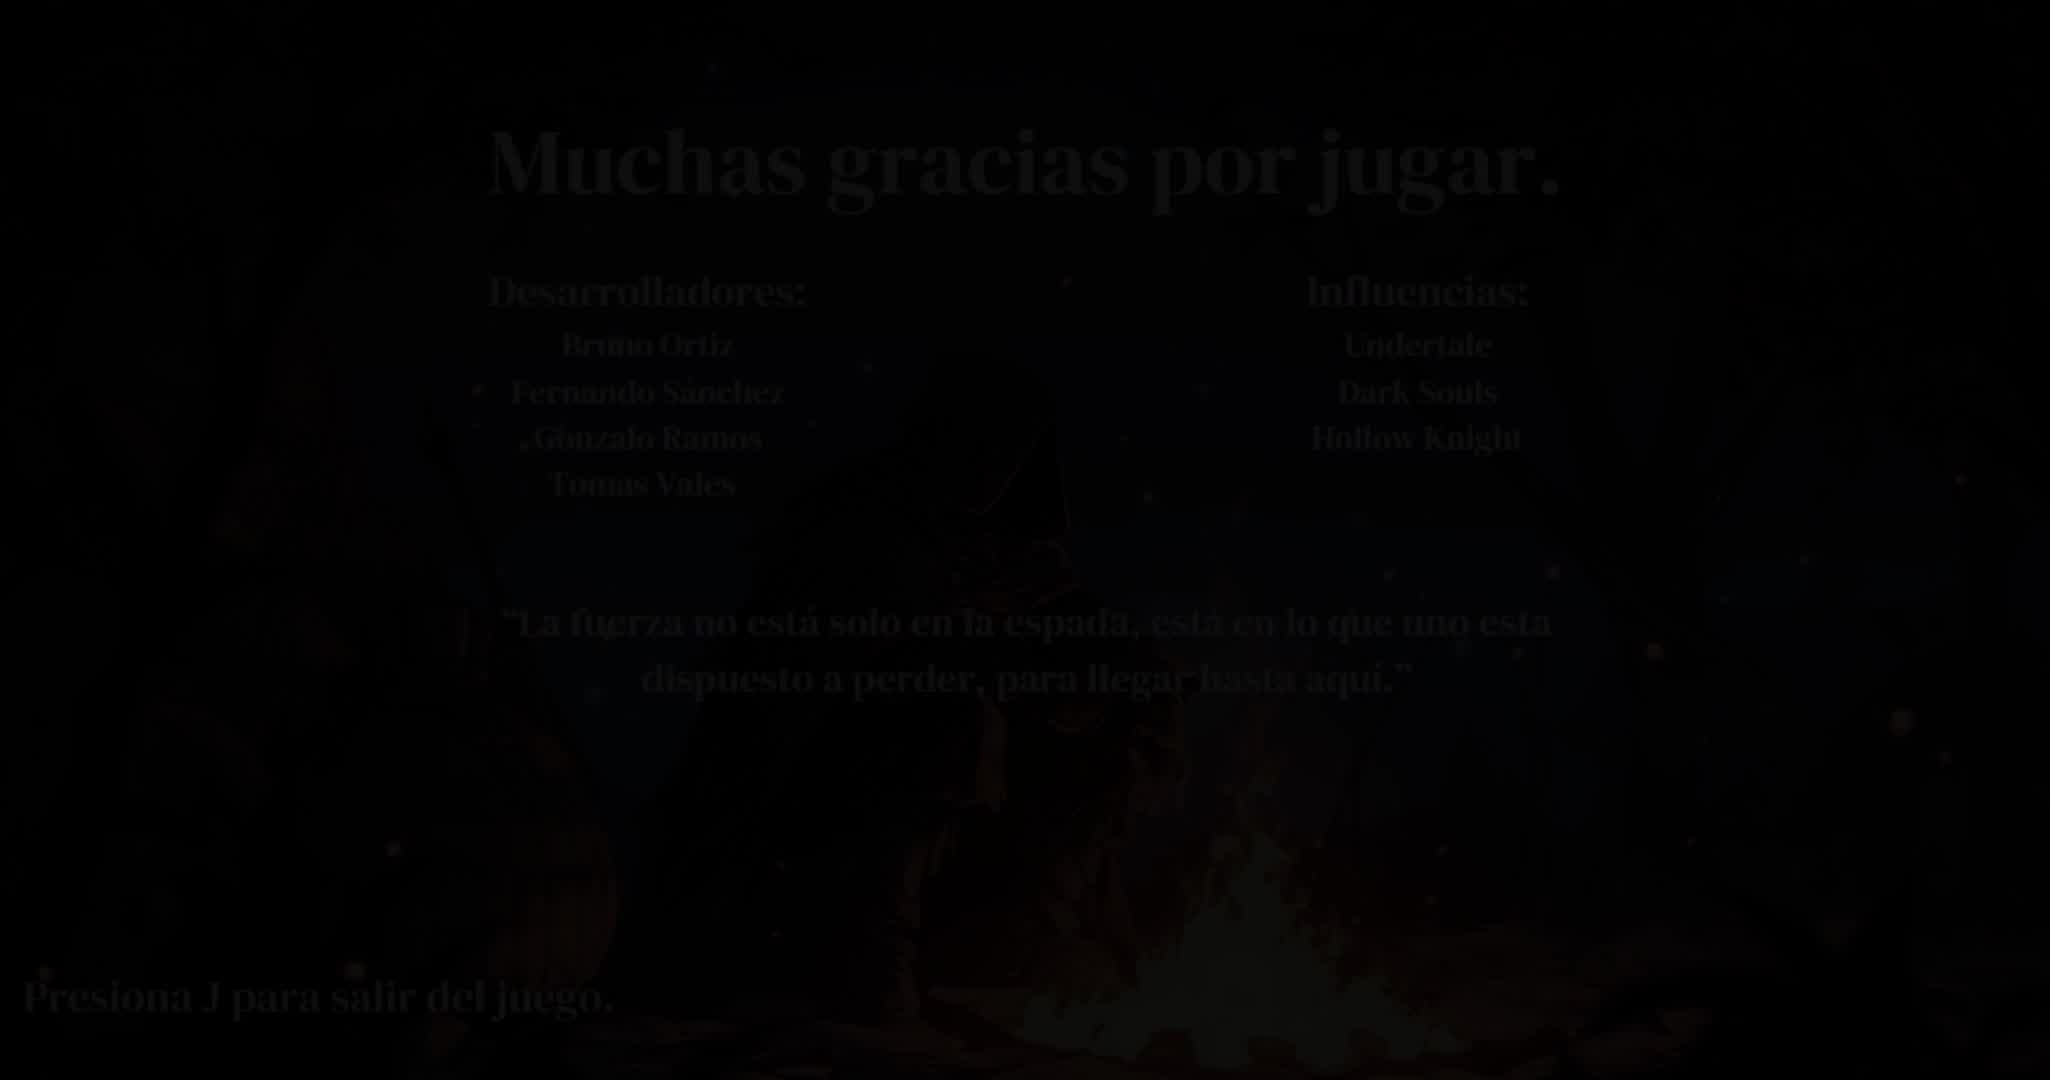 Muchas gracias por jugar.
Desarrolladores:
Bruno Ortiz
Fernando Sánchez
Gonzalo Ramos
Tomas Vales
Influencias:
Undertale
Dark Souls
Hollow Knight
“La fuerza no está solo en la espada, está en lo que uno esta
dispuesto a perder, para llegar hasta aquí.”
Presiona J para salir del juego.